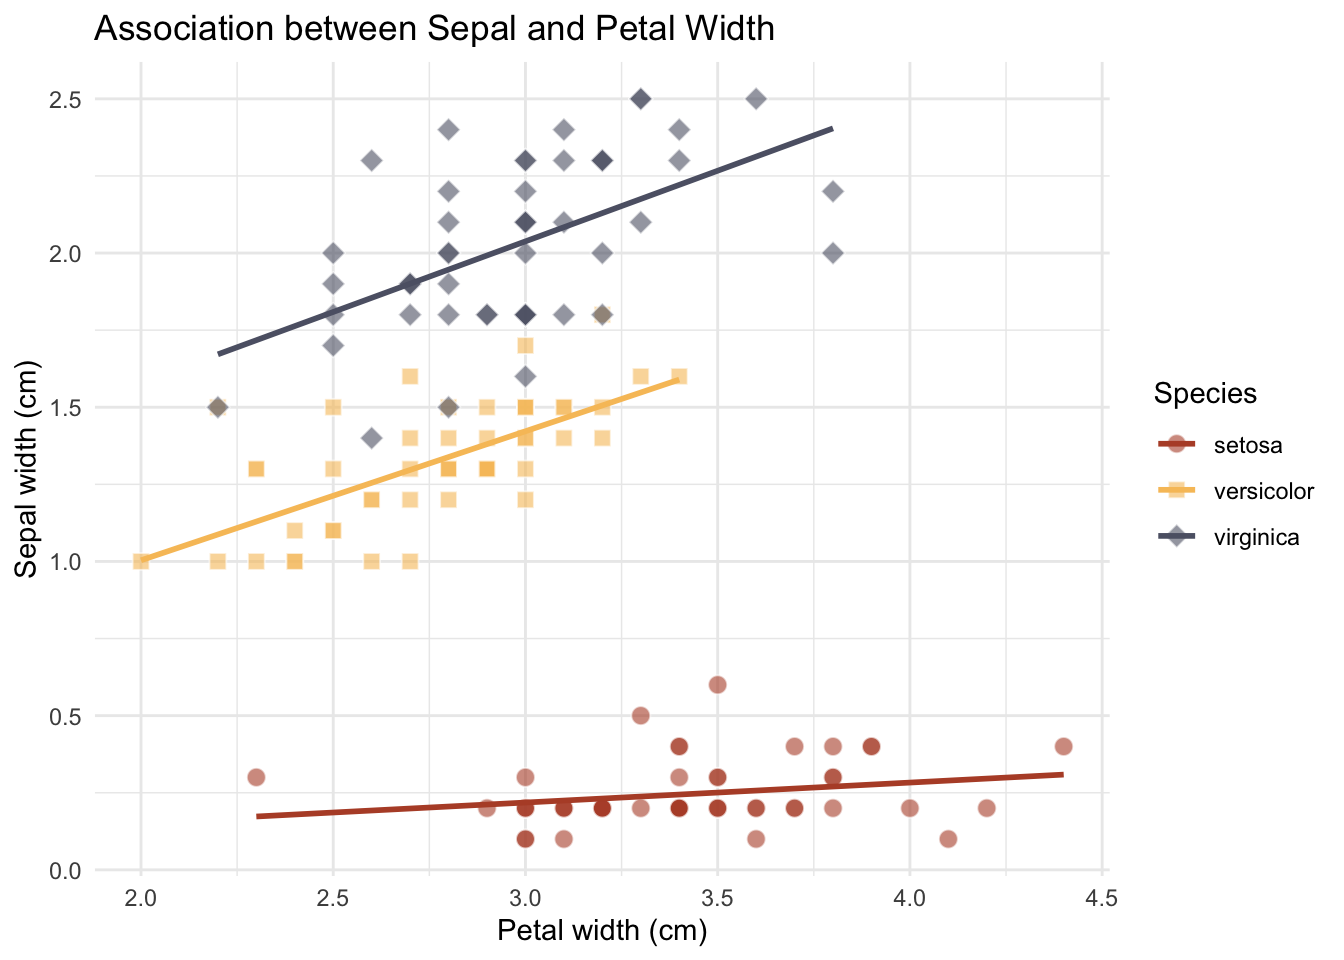 Association between Sepal and Petal Width
2.5
2.0
1.5
1.0
0.5
0.0
Sepal width (cm)
2.0 2.5 3.0 3.5 4.0 4.5
Petal width (cm)
Species
setosa
versicolor
virginica